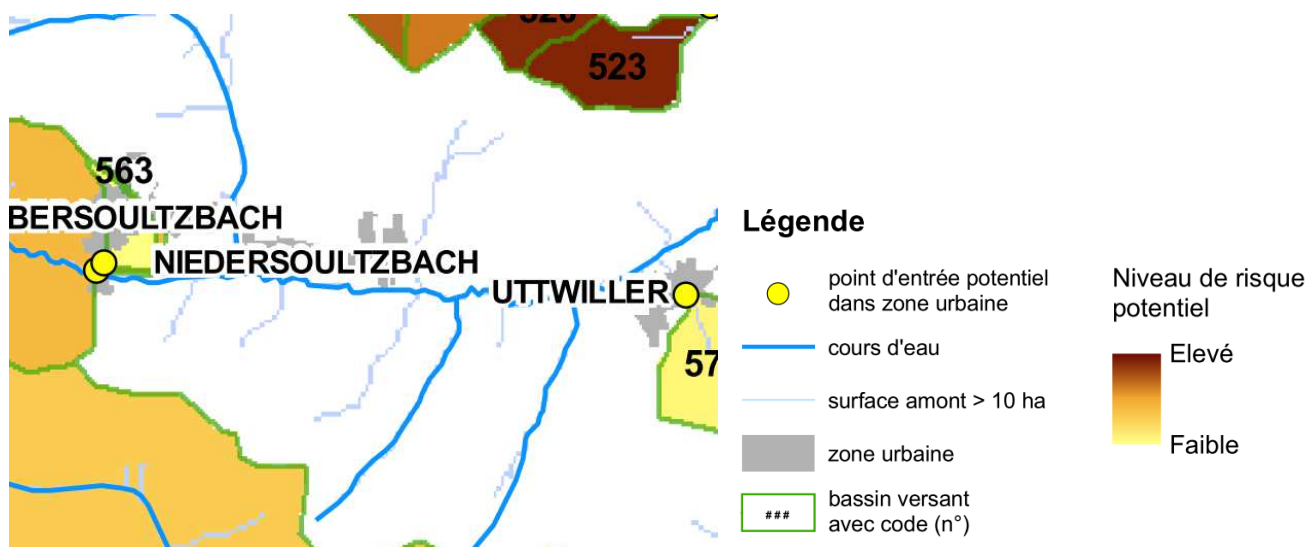 523
563
BERSOULTZBACH
NIEDERSOULTZBACH
UTTWILLER
57
Légende
point d'entrée potentiel
dans zone urbaine
cours d'eau
surface amont > 10 ha
zone urbaine
###
bassin versant
avec code (n°)
Niveau de risque
potentiel
Elevé
Faible